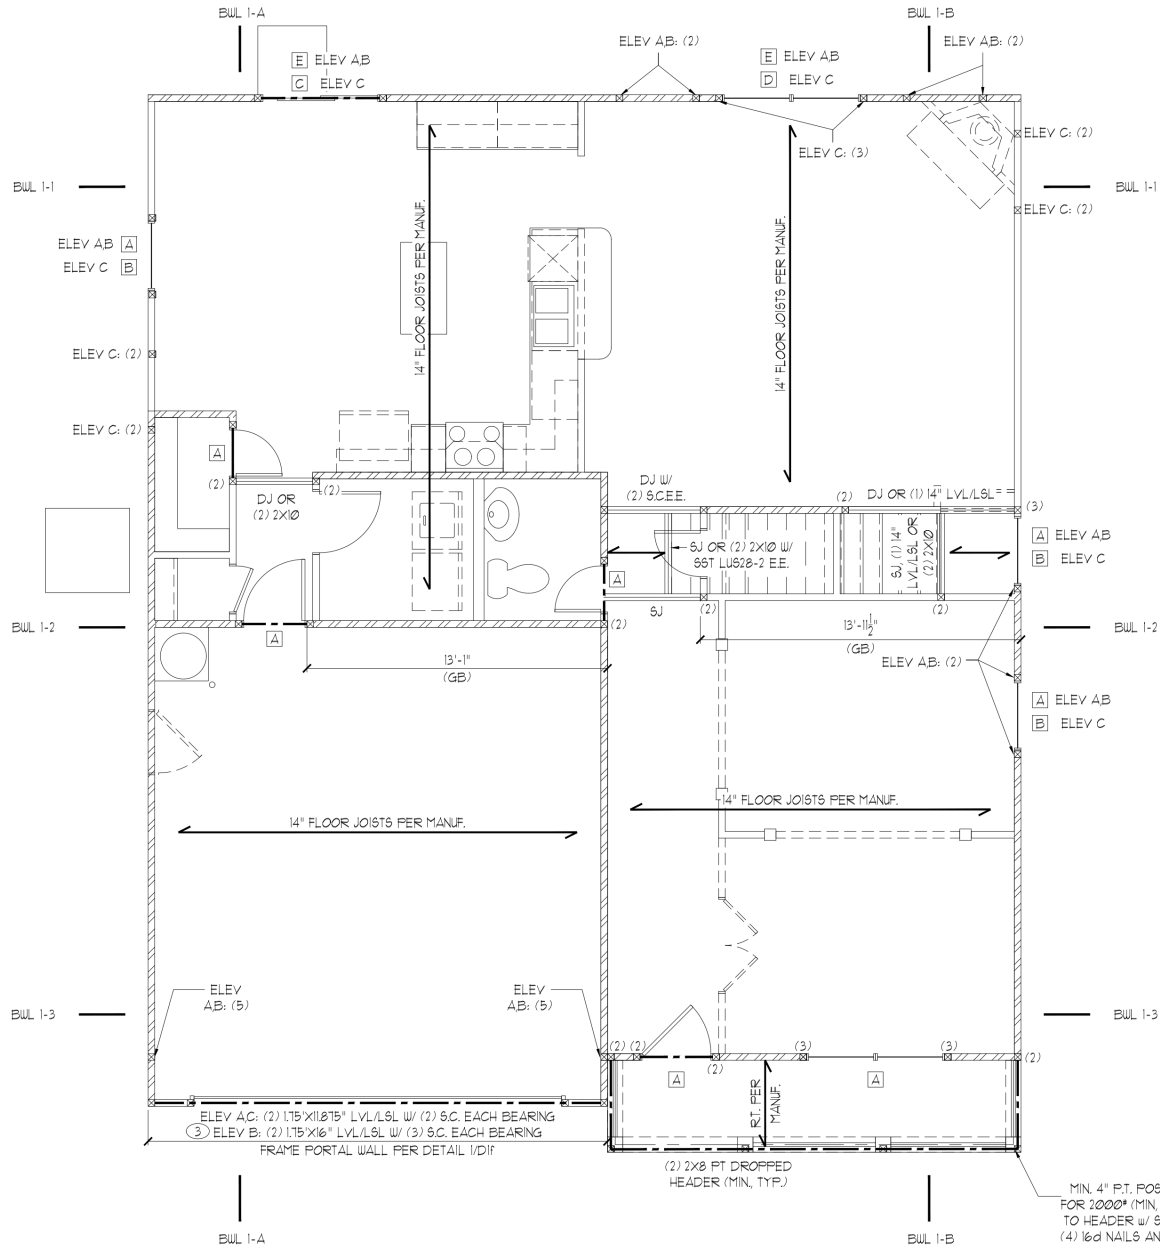 BWL 1-A
BWL 1-B
ELEV A,B: (2)
ELEV A,B: (2)
E ELEV A,B
C ELEV C
E ELEV A,B
D ELEV C
ELEV C: (2)
ELEV C: (3)
BWL 1-1
BWL 1-1
ELEV C: (2)
ELEV A,B A
ELEV C B
14" FLOOR JOISTS PER MANUF.
14" FLOOR JOISTS PER MANUF.
ELEV C: (2)
ELEV C: (2)
A
(2)
(2)
DJ OR
(2) 2X10
DJ W/
(2) S.C.E.E.
(2)
DJ OR (1) 14" LVL/LSL
(3)
A ELEV A,B
B ELEV C
SJ OR (2) 2X10 W/
SST LUS28-2 E.E.
SJ, (1) 14"
LVL/LSL OR
(2) 2X10
A
SJ
(2)
(2)
(2)
BWL 1-2
BWL 1-2
A
13'-11 1/2"
(GB)
13'-1"
(GB)
ELEV A,B: (2)
A ELEV A,B
B ELEV C
14" FLOOR JOISTS PER MANUF.
14" FLOOR JOISTS PER MANUF.
ELEV
A,B: (5)
ELEV
A,B: (5)
BWL 1-3
BWL 1-3
(2)
(2)
(2)
(3)
(3)
(2)
A
A
R.T. PER
MANUF.
ELEV A,C: (2) 1.75"X11.875" LVL/LSL W/ (2) S.C. EACH BEARING
3 ELEV B: (2) 1.75"X16" LVL/LSL W/ (3) S.C. EACH BEARING
FRAME PORTAL WALL PER DETAIL 1/D1f
(2) 2X8 PT DROPPED
HEADER (MIN., TYP.)
MIN. 4" P.T. POS
FOR 2000# (MIN,
TO HEADER w/ S
(4) 16d NAILS AN
BWL 1-A
BWL 1-B